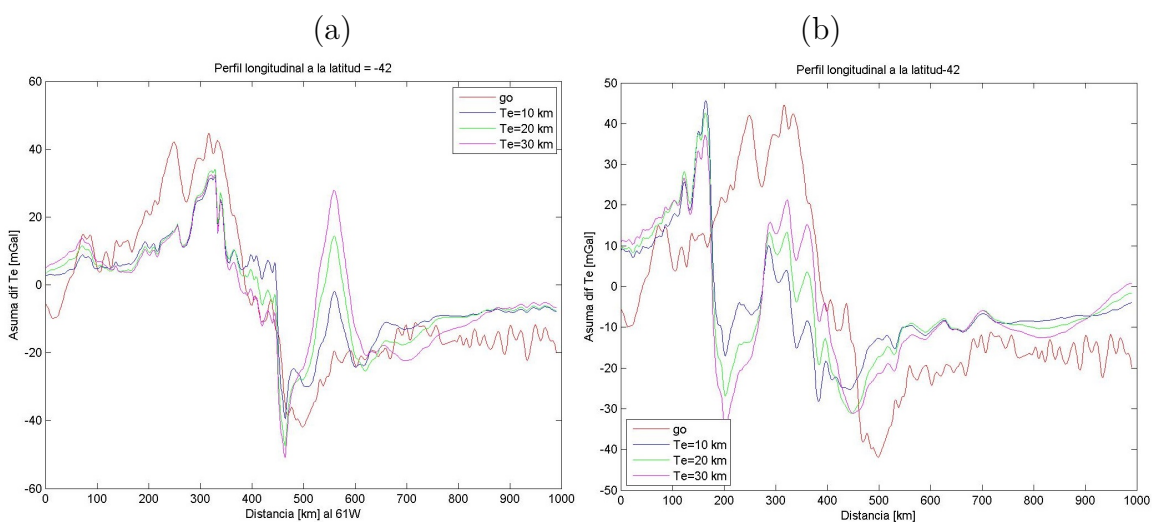 (a)
Perfil longitudinal a la latitud = -42
Asuma dif Te [mGal]
60
40
20
0
-20
-40
-60
go
Te=10 km
Te=20 km
Te=30 km
0 100 200 300 400 500 600 700 800 900 1000
Distancia [km] al 61W
(b)
Perfil longitudinal a la latitud-42
Asuma dif Te [mGal]
50
40
30
20
10
0
-10
-20
-30
-40
-50
go
Te=10 km
Te=20 km
Te=30 km
0 100 200 300 400 500 600 700 800 900 1000
Distancia [km]